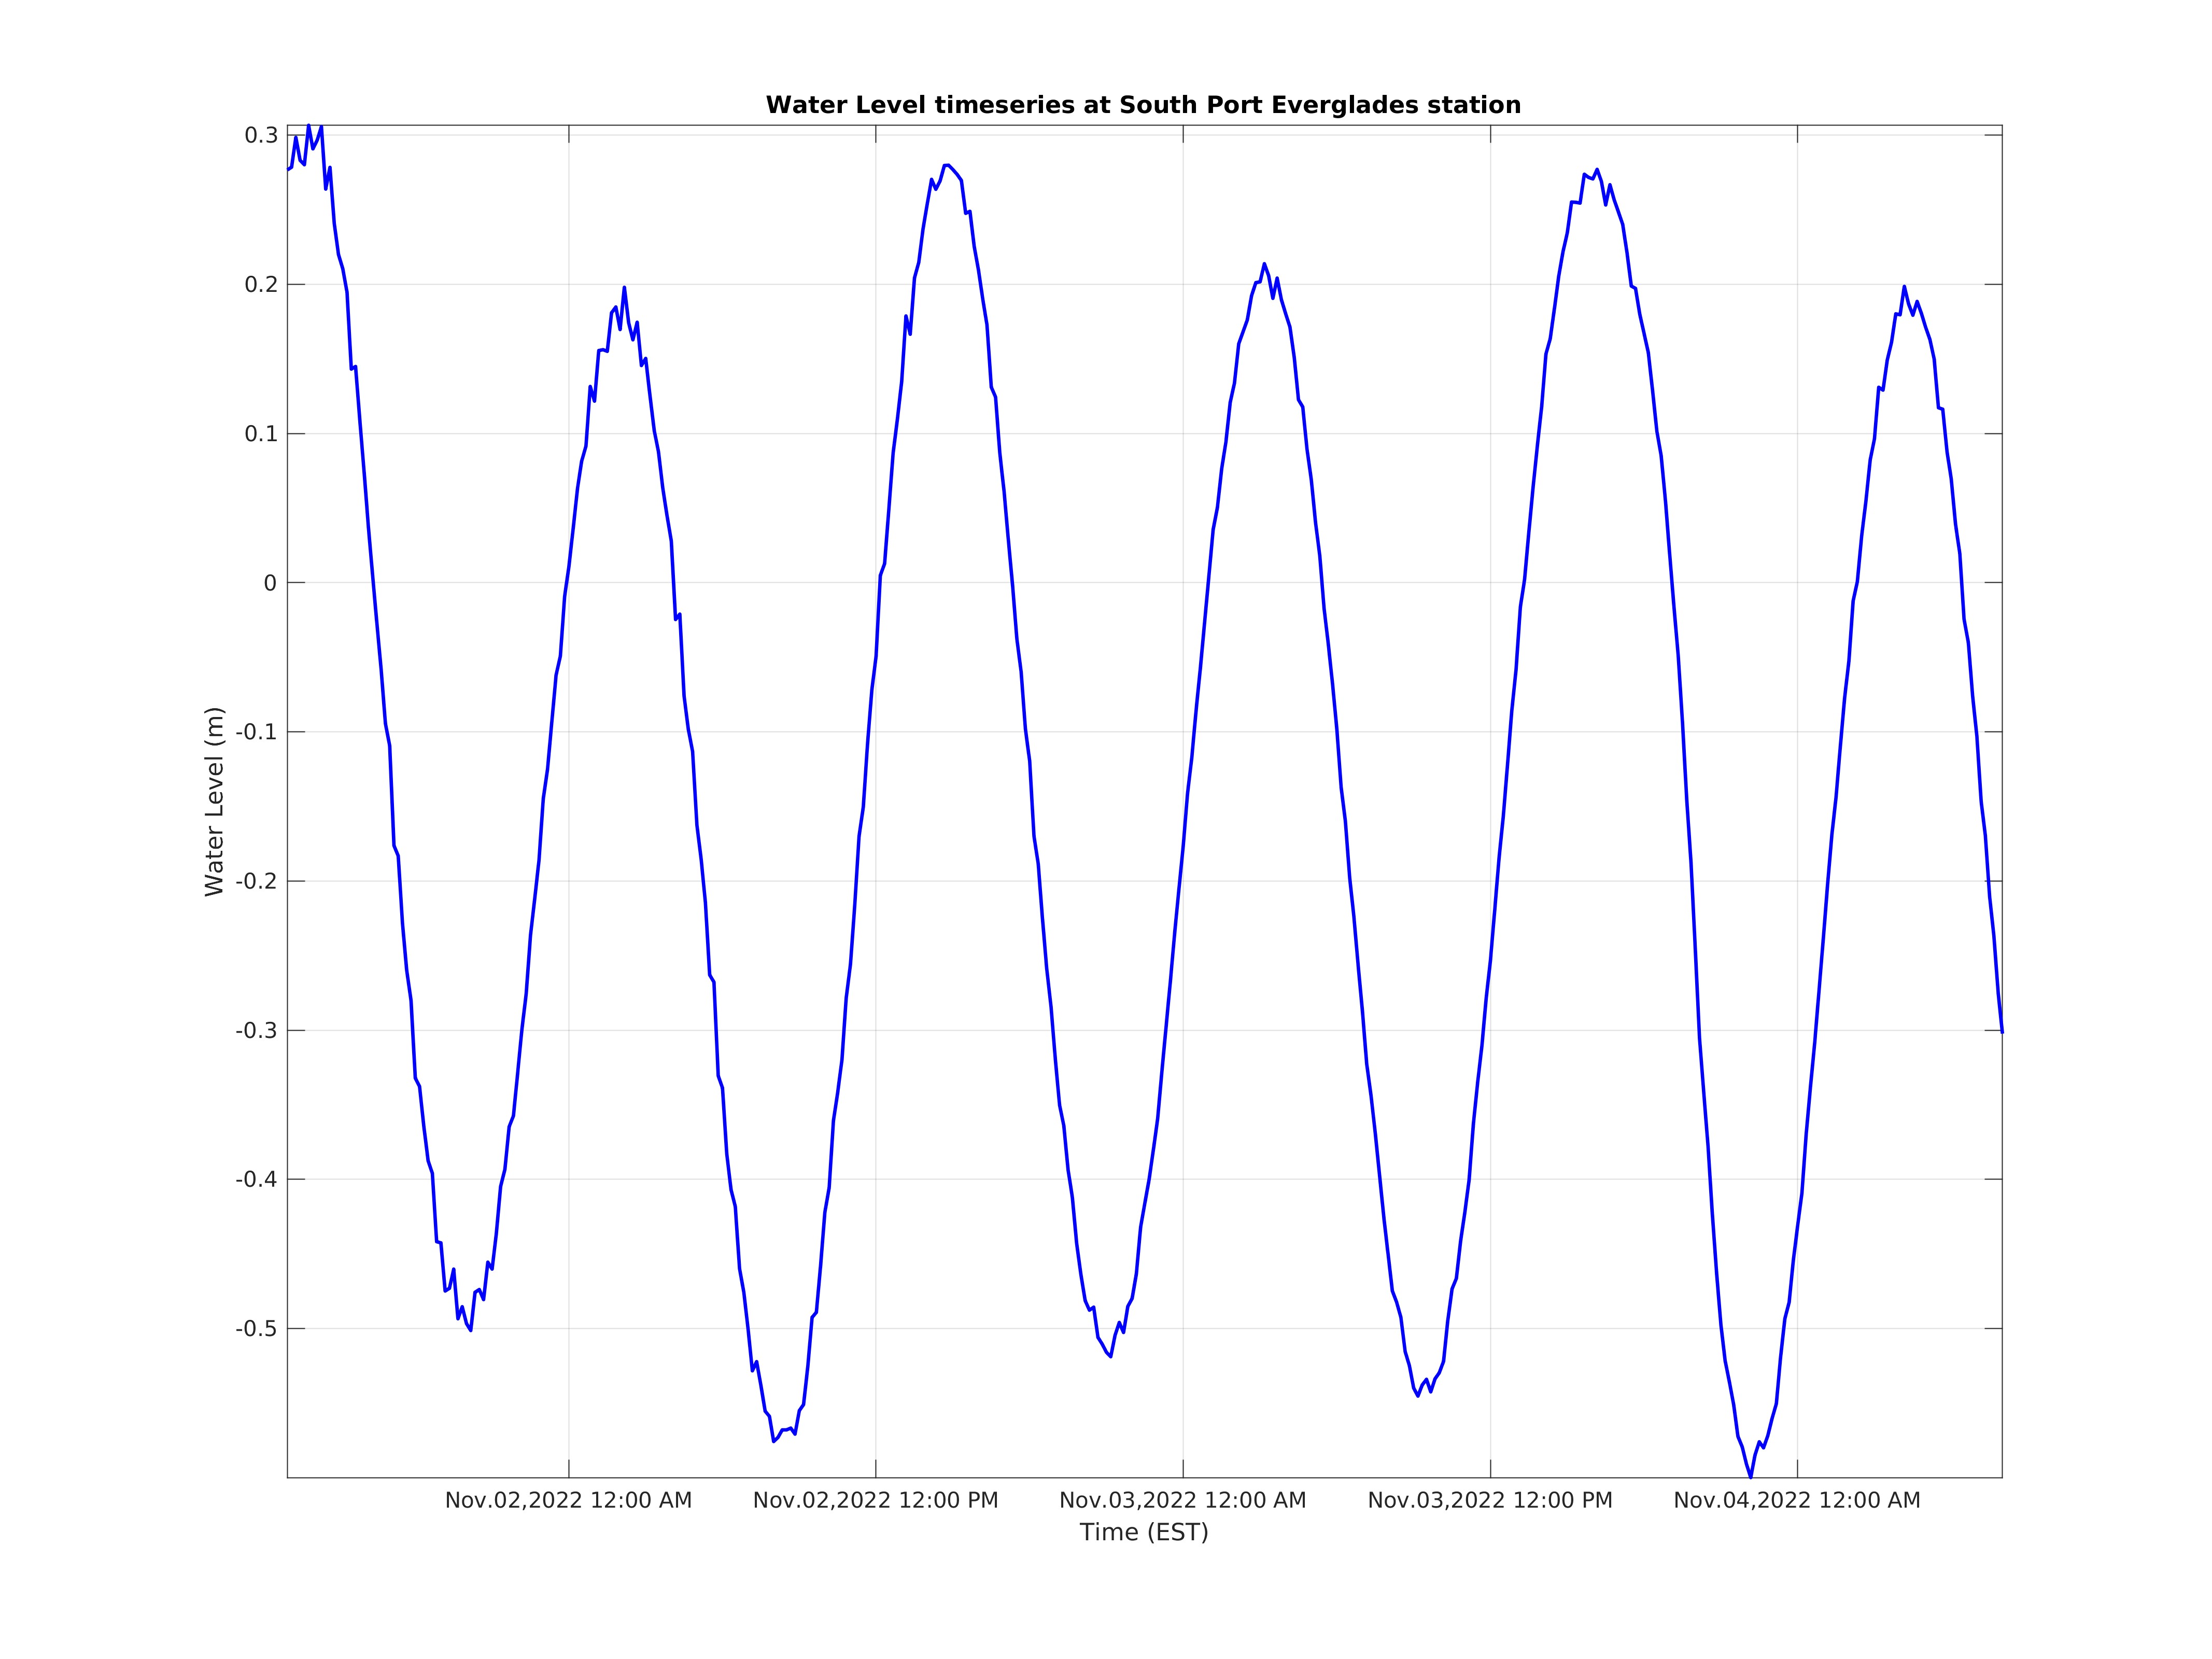 Water Level timeseries at South Port Everglades station
0.3
0.2
0.1
0
-0.1
-0.2
-0.3
-0.4
-0.5
Water Level (m)
Nov.02,2022 12:00 AM
Nov.02,2022 12:00 PM
Nov.03,2022 12:00 AM
Nov.03,2022 12:00 PM
Nov.04,2022 12:00 AM
Time (EST)